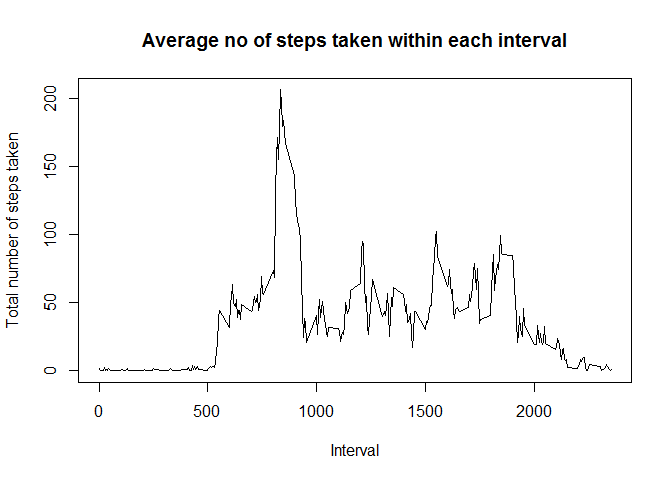 Average no of steps taken within each interval
Total number of steps taken
200
150
100
50
0
0 500 1000 1500 2000
Interval